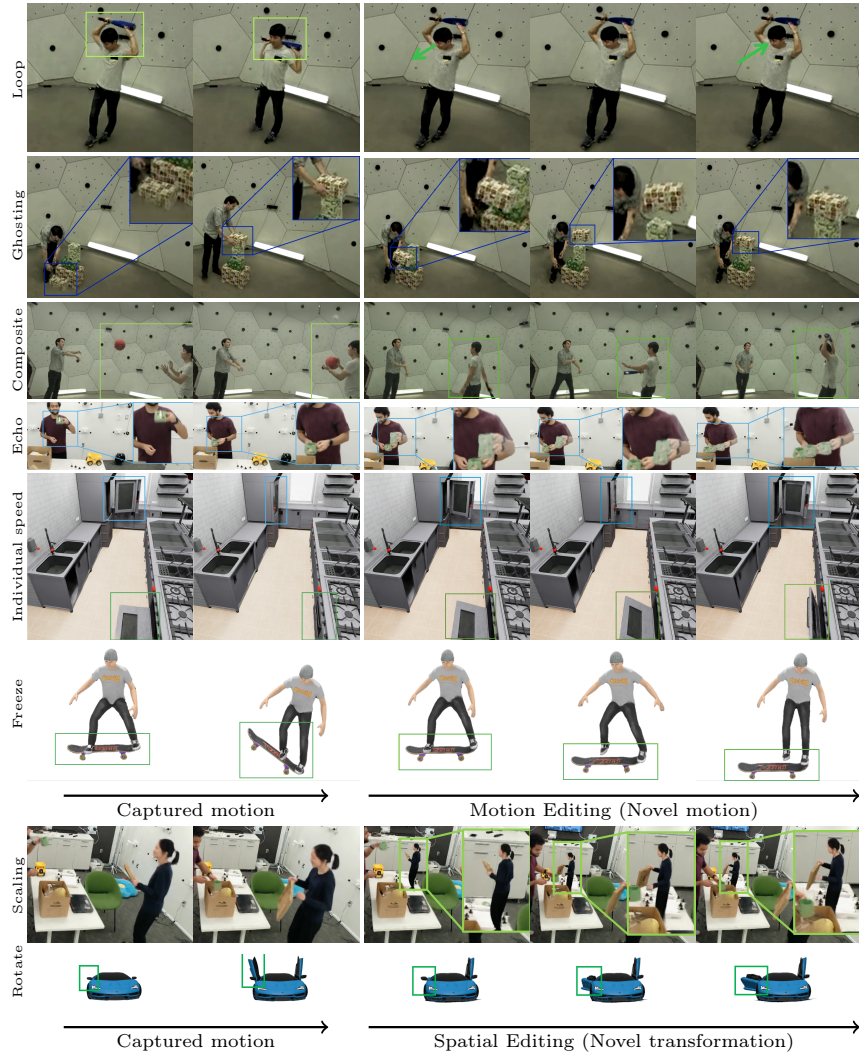 Loop
Ghosting
Composite
Echo
Individual speed
Freeze
Captured motion
Motion Editing (Novel motion)
Scaling
Rotate
Captured motion
Spatial Editing (Novel transformation)